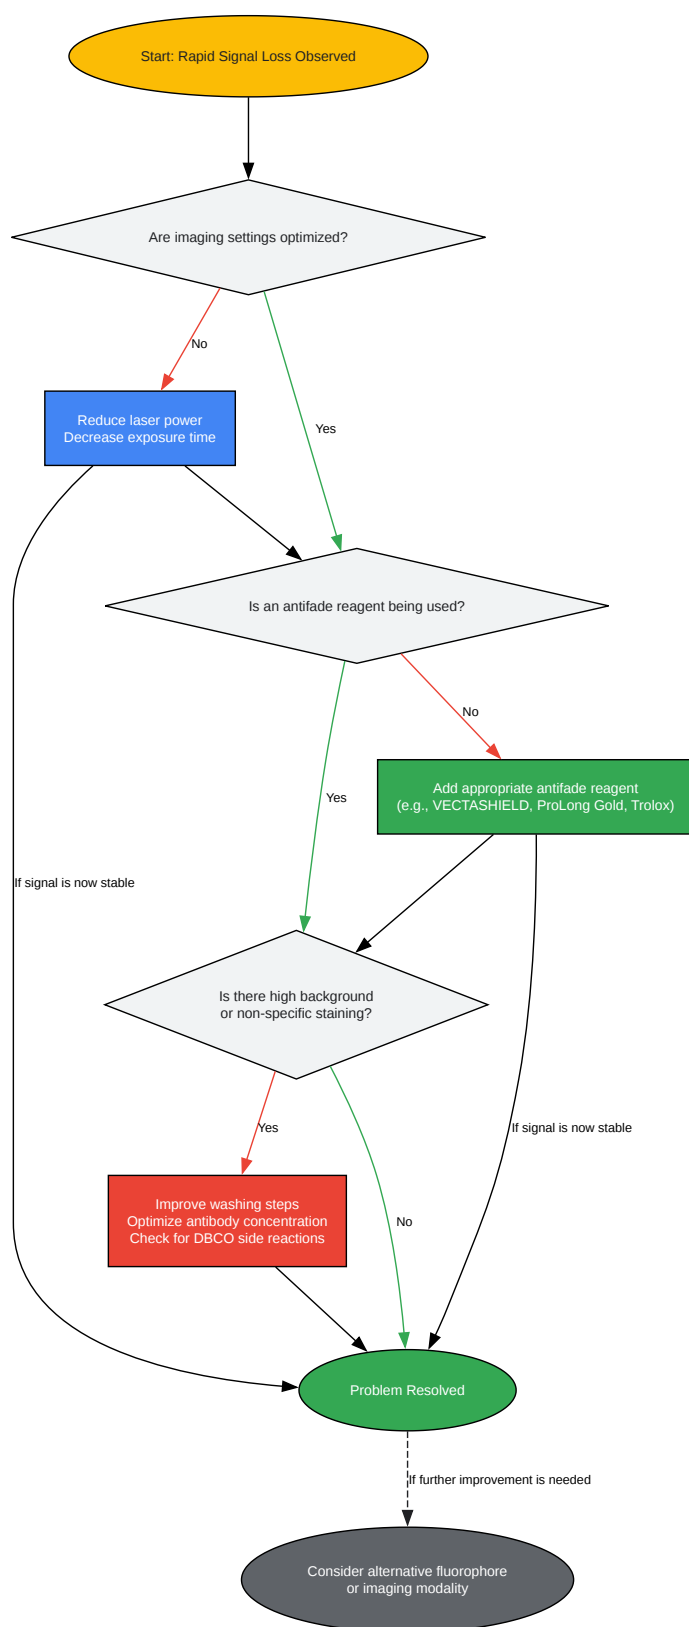 Start: Rapid Signal Loss Observed
Are imaging settings optimized?
No
Reduce laser power
Decrease exposure time
Yes
Is an antifade reagent being used?
No
Add appropriate antifade reagent
(e.g., VECTASHIELD, ProLong Gold, Trolox)
Yes
If signal is now stable
Is there high background
or non-specific staining?
Yes
If signal is now stable
Improve washing steps
Optimize antibody concentration
Check for DBCO side reactions
No
Problem Resolved
If further improvement is needed
Consider alternative fluorophore
or imaging modality